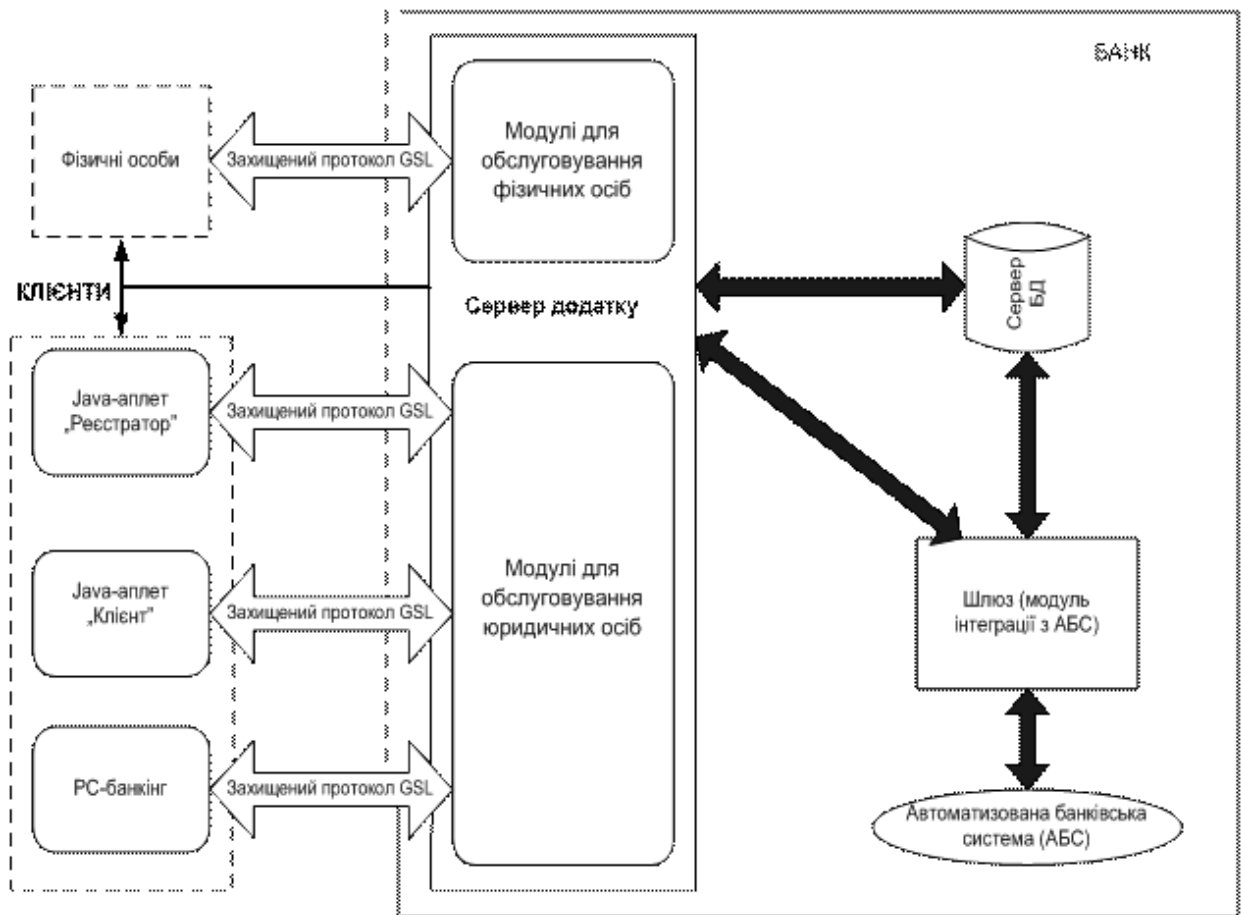 БАНК
Модулі для
обслуговування
фізичних осіб
Фізичні особи
Захищений протокол GSL
КЛІЄНТИ
Сервер додатку
Сервер
БД
Java-аплет
„Реєстратор"
Захищений протокол GSL
Java-аплет
„Клієнт"
Захищений протокол GSL
Модулі для
обслуговування
юридичних осіб
Шлюз (модуль
інтеграції з АБС)
PC-банкінг
Захищений протокол GSL
Автоматизована банківська
система (АБС)